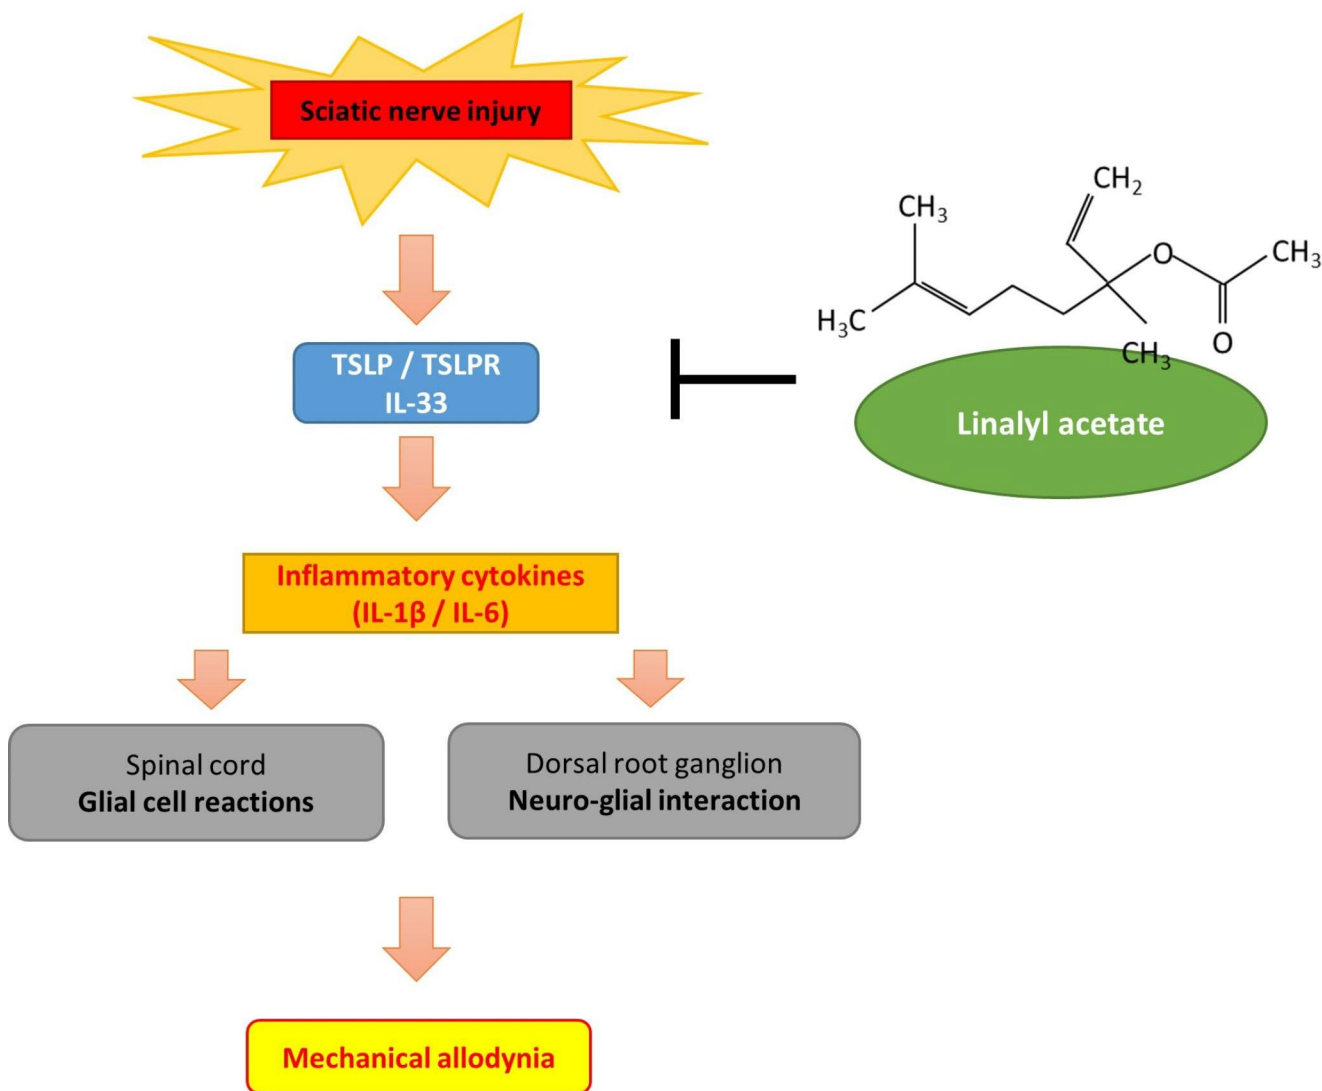 Sciatic nerve injury
TSLP / TSLPR
IL-33
CH₂
CH₃
O
CH₃
H₃C
O
CH₃
Linalyl acetate
Inflammatory cytokines
(IL-1β / IL-6)
Spinal cord
Glial cell reactions
Dorsal root ganglion
Neuro-glial interaction
Mechanical allodynia